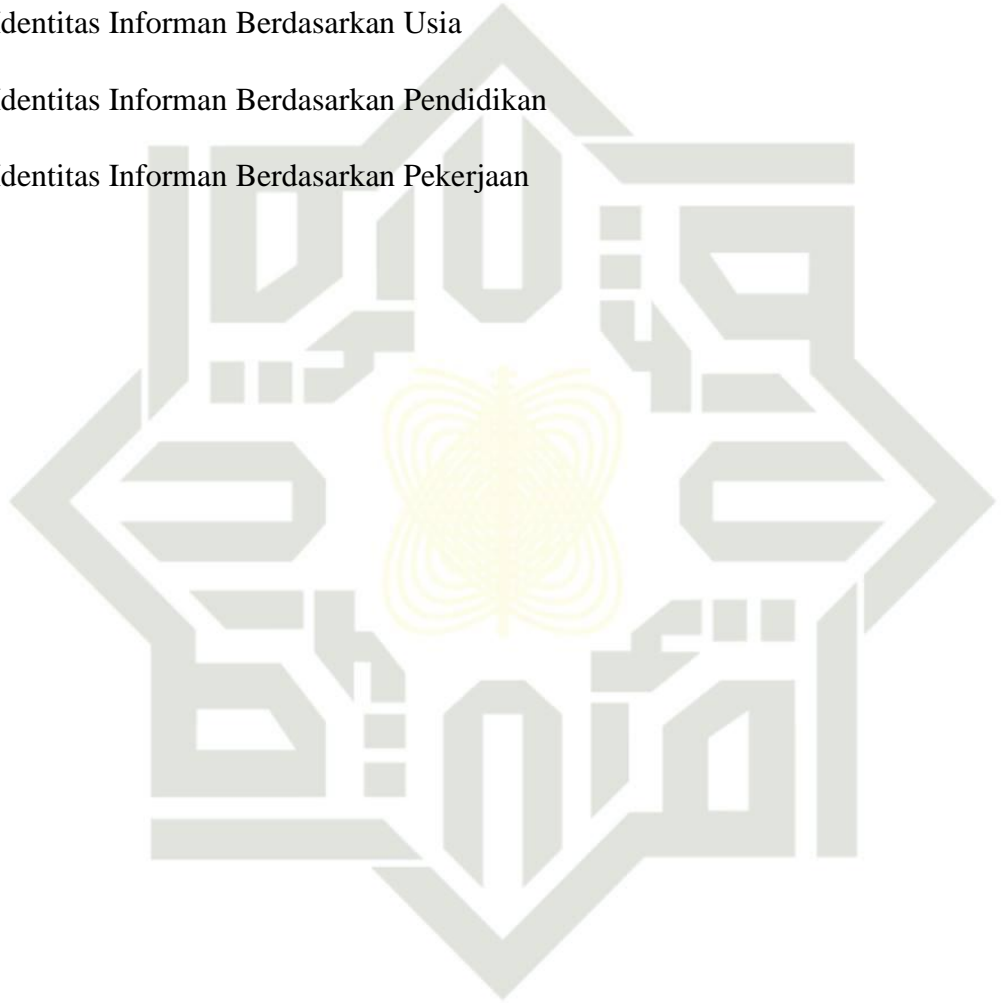 dentitas Informan Berdasarkan Usia
dentitas Informan Berdasarkan Pendidikan
dentitas Informan Berdasarkan Pekerjaan